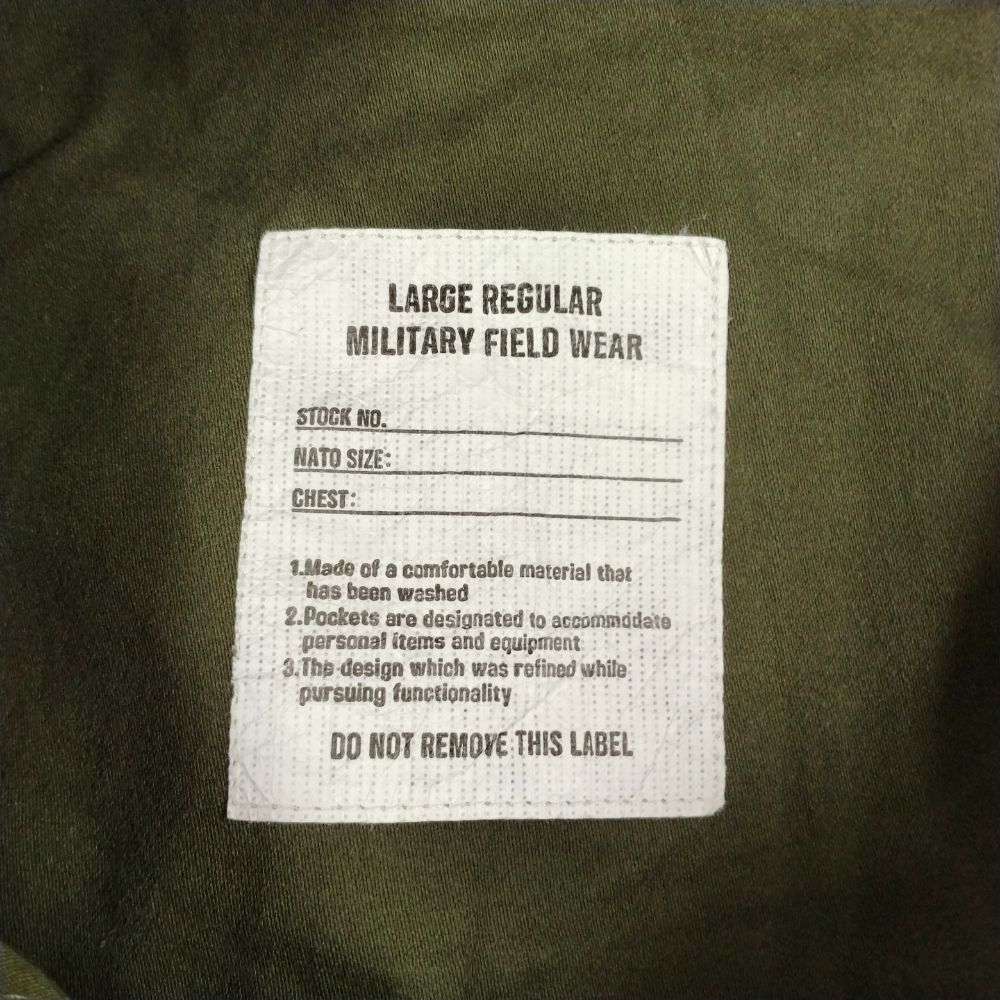 LARGE REGULAR
MILITARY FIELD WEAR
STOCK NO.
NATO SIZE:
CHEST:
1.Made of a comfortable material that
has been washed
2.Pockets are designated to accommodate
personal items and equipment
3.The design which was refined while
pursuing functionality
DO NOT REMOVE THIS LABEL